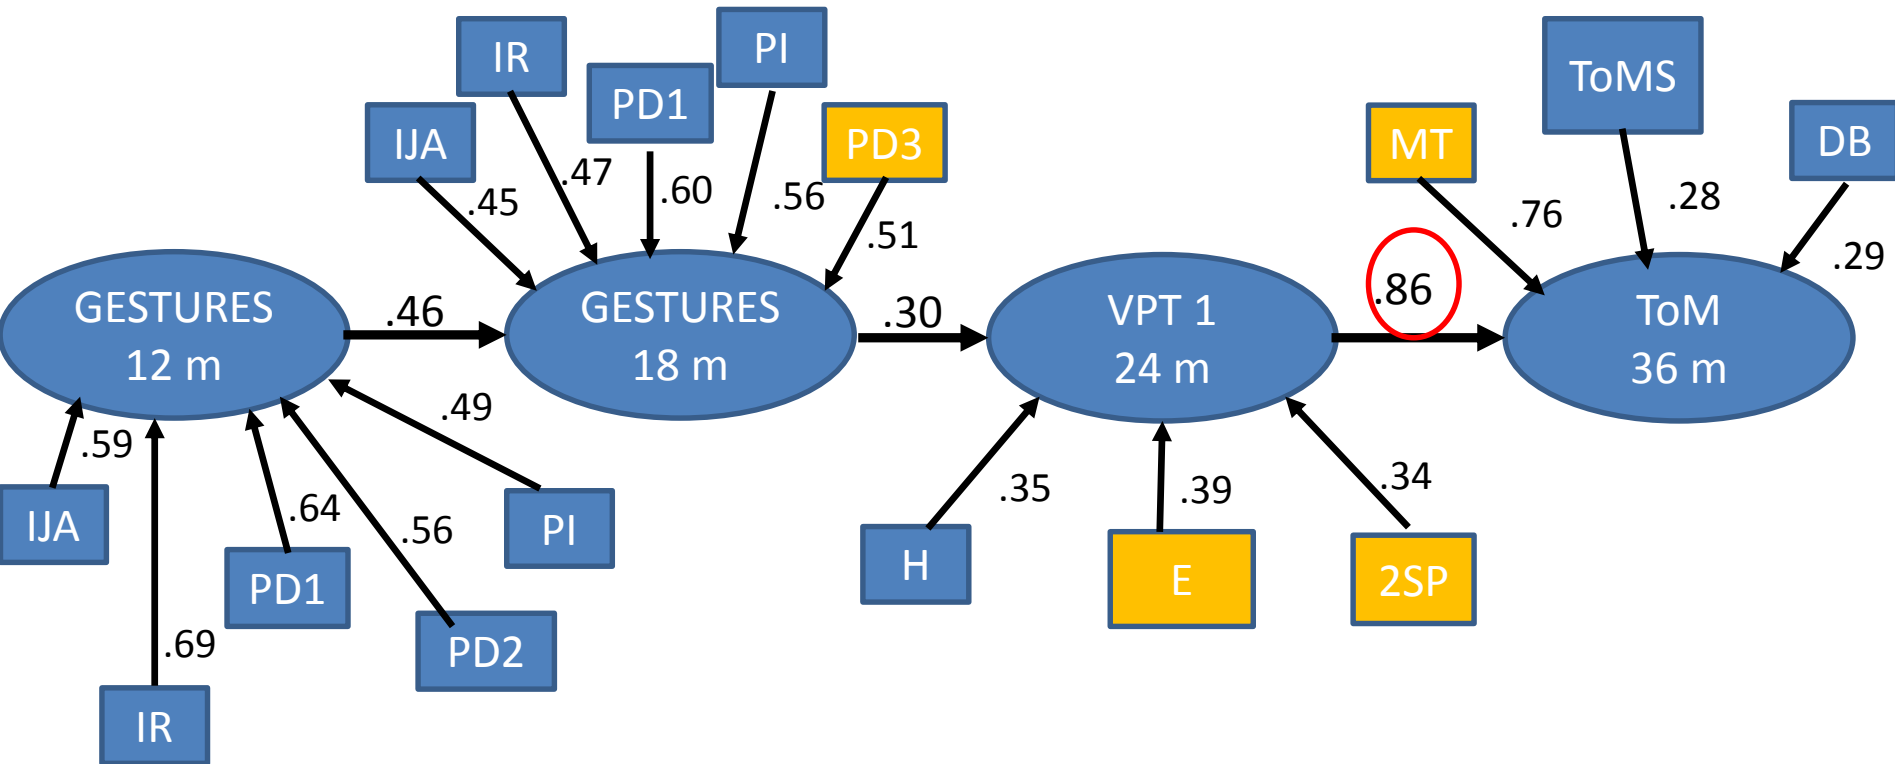 IR
PI
ToMS
PD1
IJA
PD3
MT
DB
.45
.47
.60
.56
.51
.76
.28
.29
GESTURES
12 m
.46
GESTURES
18 m
.30
VPT 1
24 m
.86
ToM
36 m
.59
.69
.64
.56
.49
.35
.39
.34
IJA
IR
PD1
PD2
PI
H
E
2SP